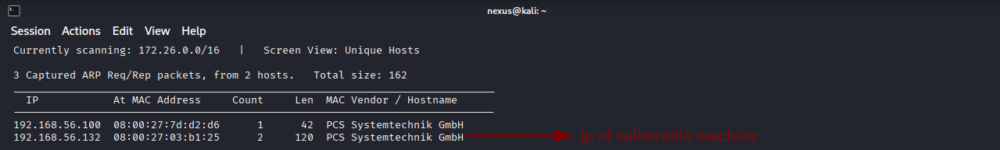 nexus@kali: ~
Session Actions Edit View Help
Currently scanning: 172.26.0.0/16 | Screen View: Unique Hosts
3 Captured ARP Req/Rep packets, from 2 hosts. Total size: 162
IP At MAC Address Count Len MAC Vendor / Hostname
192.168.56.100 08:00:27:7d:d2:d6 1 42 PCS Systemtechnik GmbH
192.168.56.132 08:00:27:03:b1:25 2 120 PCS Systemtechnik GmbH ip of vulnerable machine